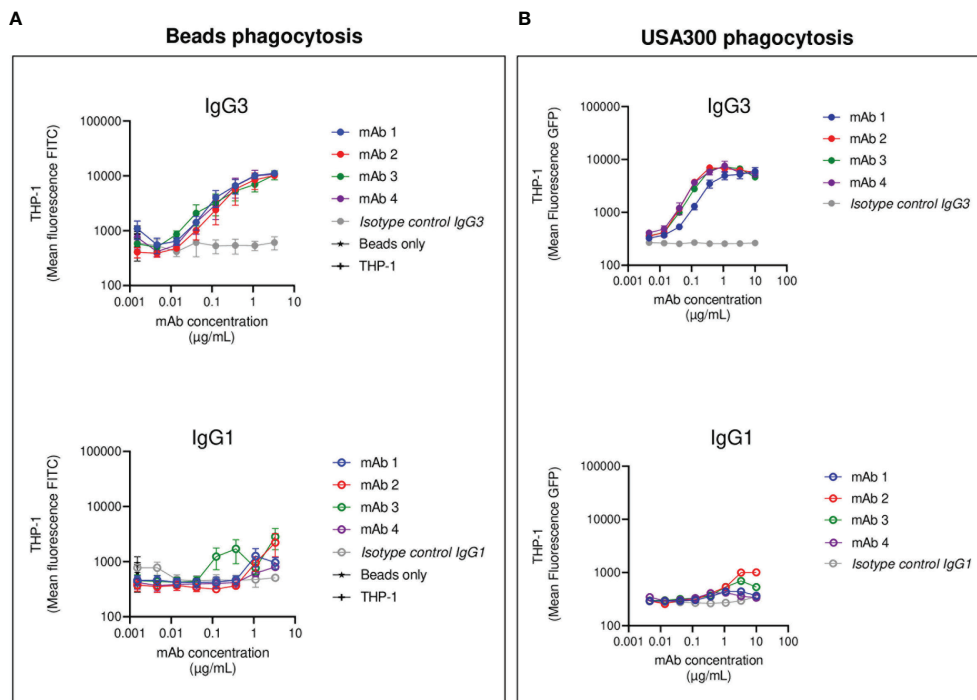 A
Beads phagocytosis
IgG3
THP-1
(Mean fluorescence FITC)
100000
10000
1000
100
0.001
0.01
0.1
1
10
mAb concentration
(µg/mL)
mAb 1
mAb 2
mAb 3
mAb 4
Isotype control IgG3
Beads only
THP-1
IgG1
THP-1
(Mean fluorescence FITC)
100000
10000
1000
100
0.001
0.01
0.1
1
10
mAb concentration
(µg/mL)
mAb 1
mAb 2
mAb 3
mAb 4
Isotype control IgG1
Beads only
THP-1
B
USA300 phagocytosis
IgG3
THP-1
(Mean Fluorescence GFP)
100000
10000
1000
100
0.001
0.01
0.1
1
10
100
mAb concentration
(µg/mL)
mAb 1
mAb 2
mAb 3
mAb 4
Isotype control IgG3
IgG1
THP-1
(Mean fluorescence GFP)
100000
10000
1000
100
0.001
0.01
0.1
1
10
100
mAb concentration
(µg/mL)
mAb 1
mAb 2
mAb 3
mAb 4
Isotype control IgG1